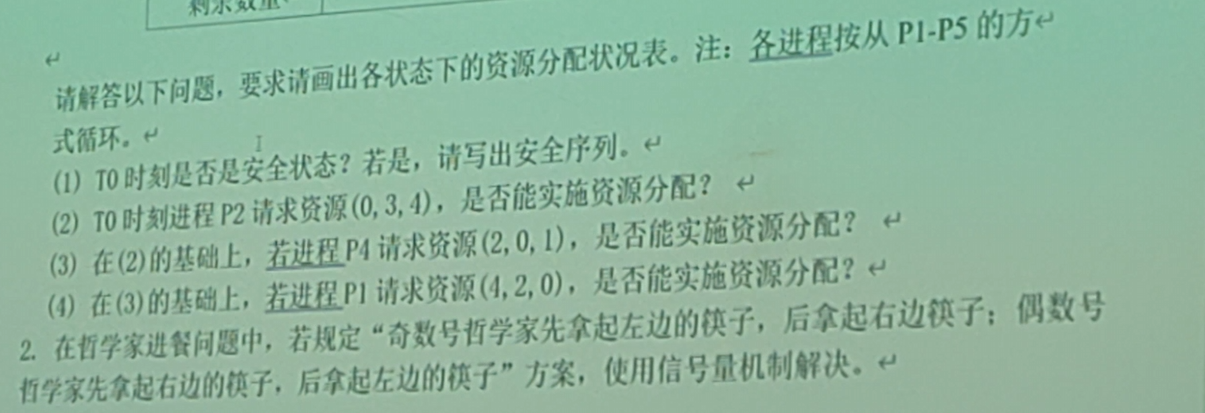 剩余数量
请解答以下问题，要求请画出各状态下的资源分配状况表。注：各进程按从 P1-P5 的方
式循环。
(1) T0 时刻是否是安全状态？若是，请写出安全序列。
(2) T0 时刻进程 P2 请求资源(0,3,4)，是否能实施资源分配？
(3) 在(2)的基础上，若进程 P4 请求资源(2,0,1)，是否能实施资源分配？
(4) 在(3)的基础上，若进程 P1 请求资源(4,2,0)，是否能实施资源分配？
2. 在哲学家进餐问题中，若规定“奇数号哲学家先拿起左边的筷子，后拿起右边筷子；偶数号
哲学家先拿起右边的筷子，后拿起左边的筷子”方案，使用信号量机制解决。